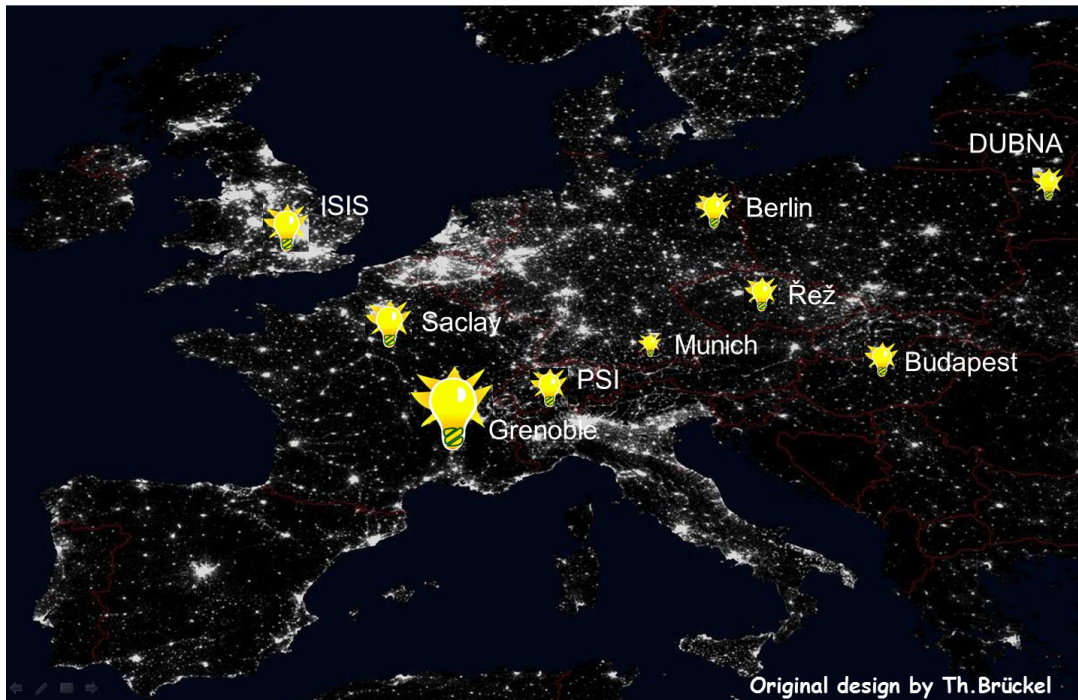 DUBNA
ISIS
Berlin
Řež
Saclay
Munich
Budapest
PSI
Grenoble
Original design by Th.Brückel